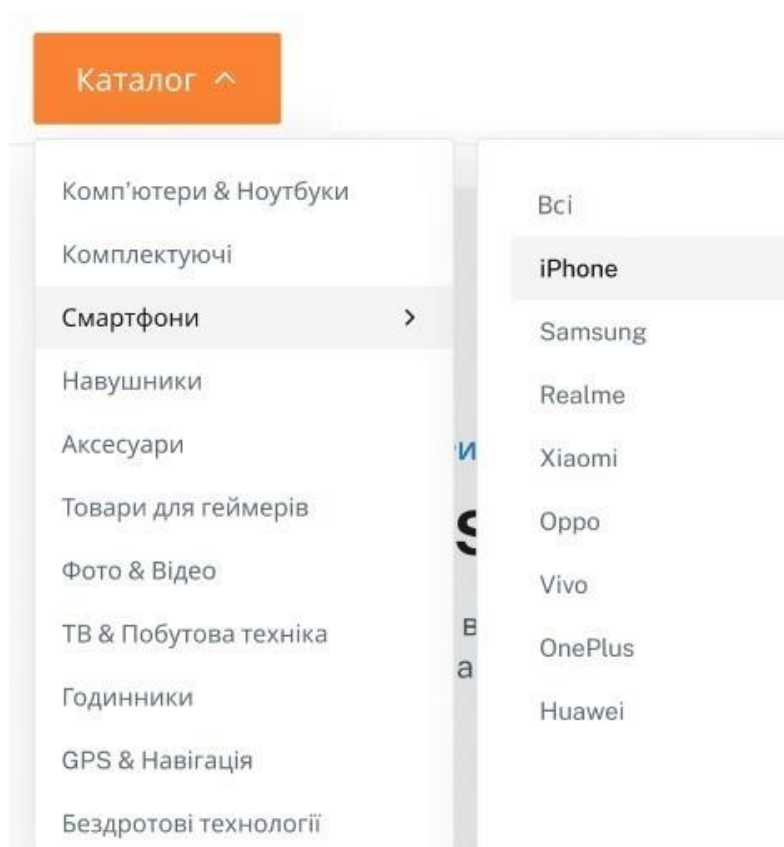 Каталог
Комп’ютери & Ноутбуки
Комплектуючі
Смартфони
Навушники
Аксесуари
Товари для геймерів
Фото & Відео
ТВ & Побутова техніка
Годинники
GPS & Навігація
Бездротові технології
Всі
iPhone
Samsung
Realme
Xiaomi
Oppo
Vivo
OnePlus
Huawei